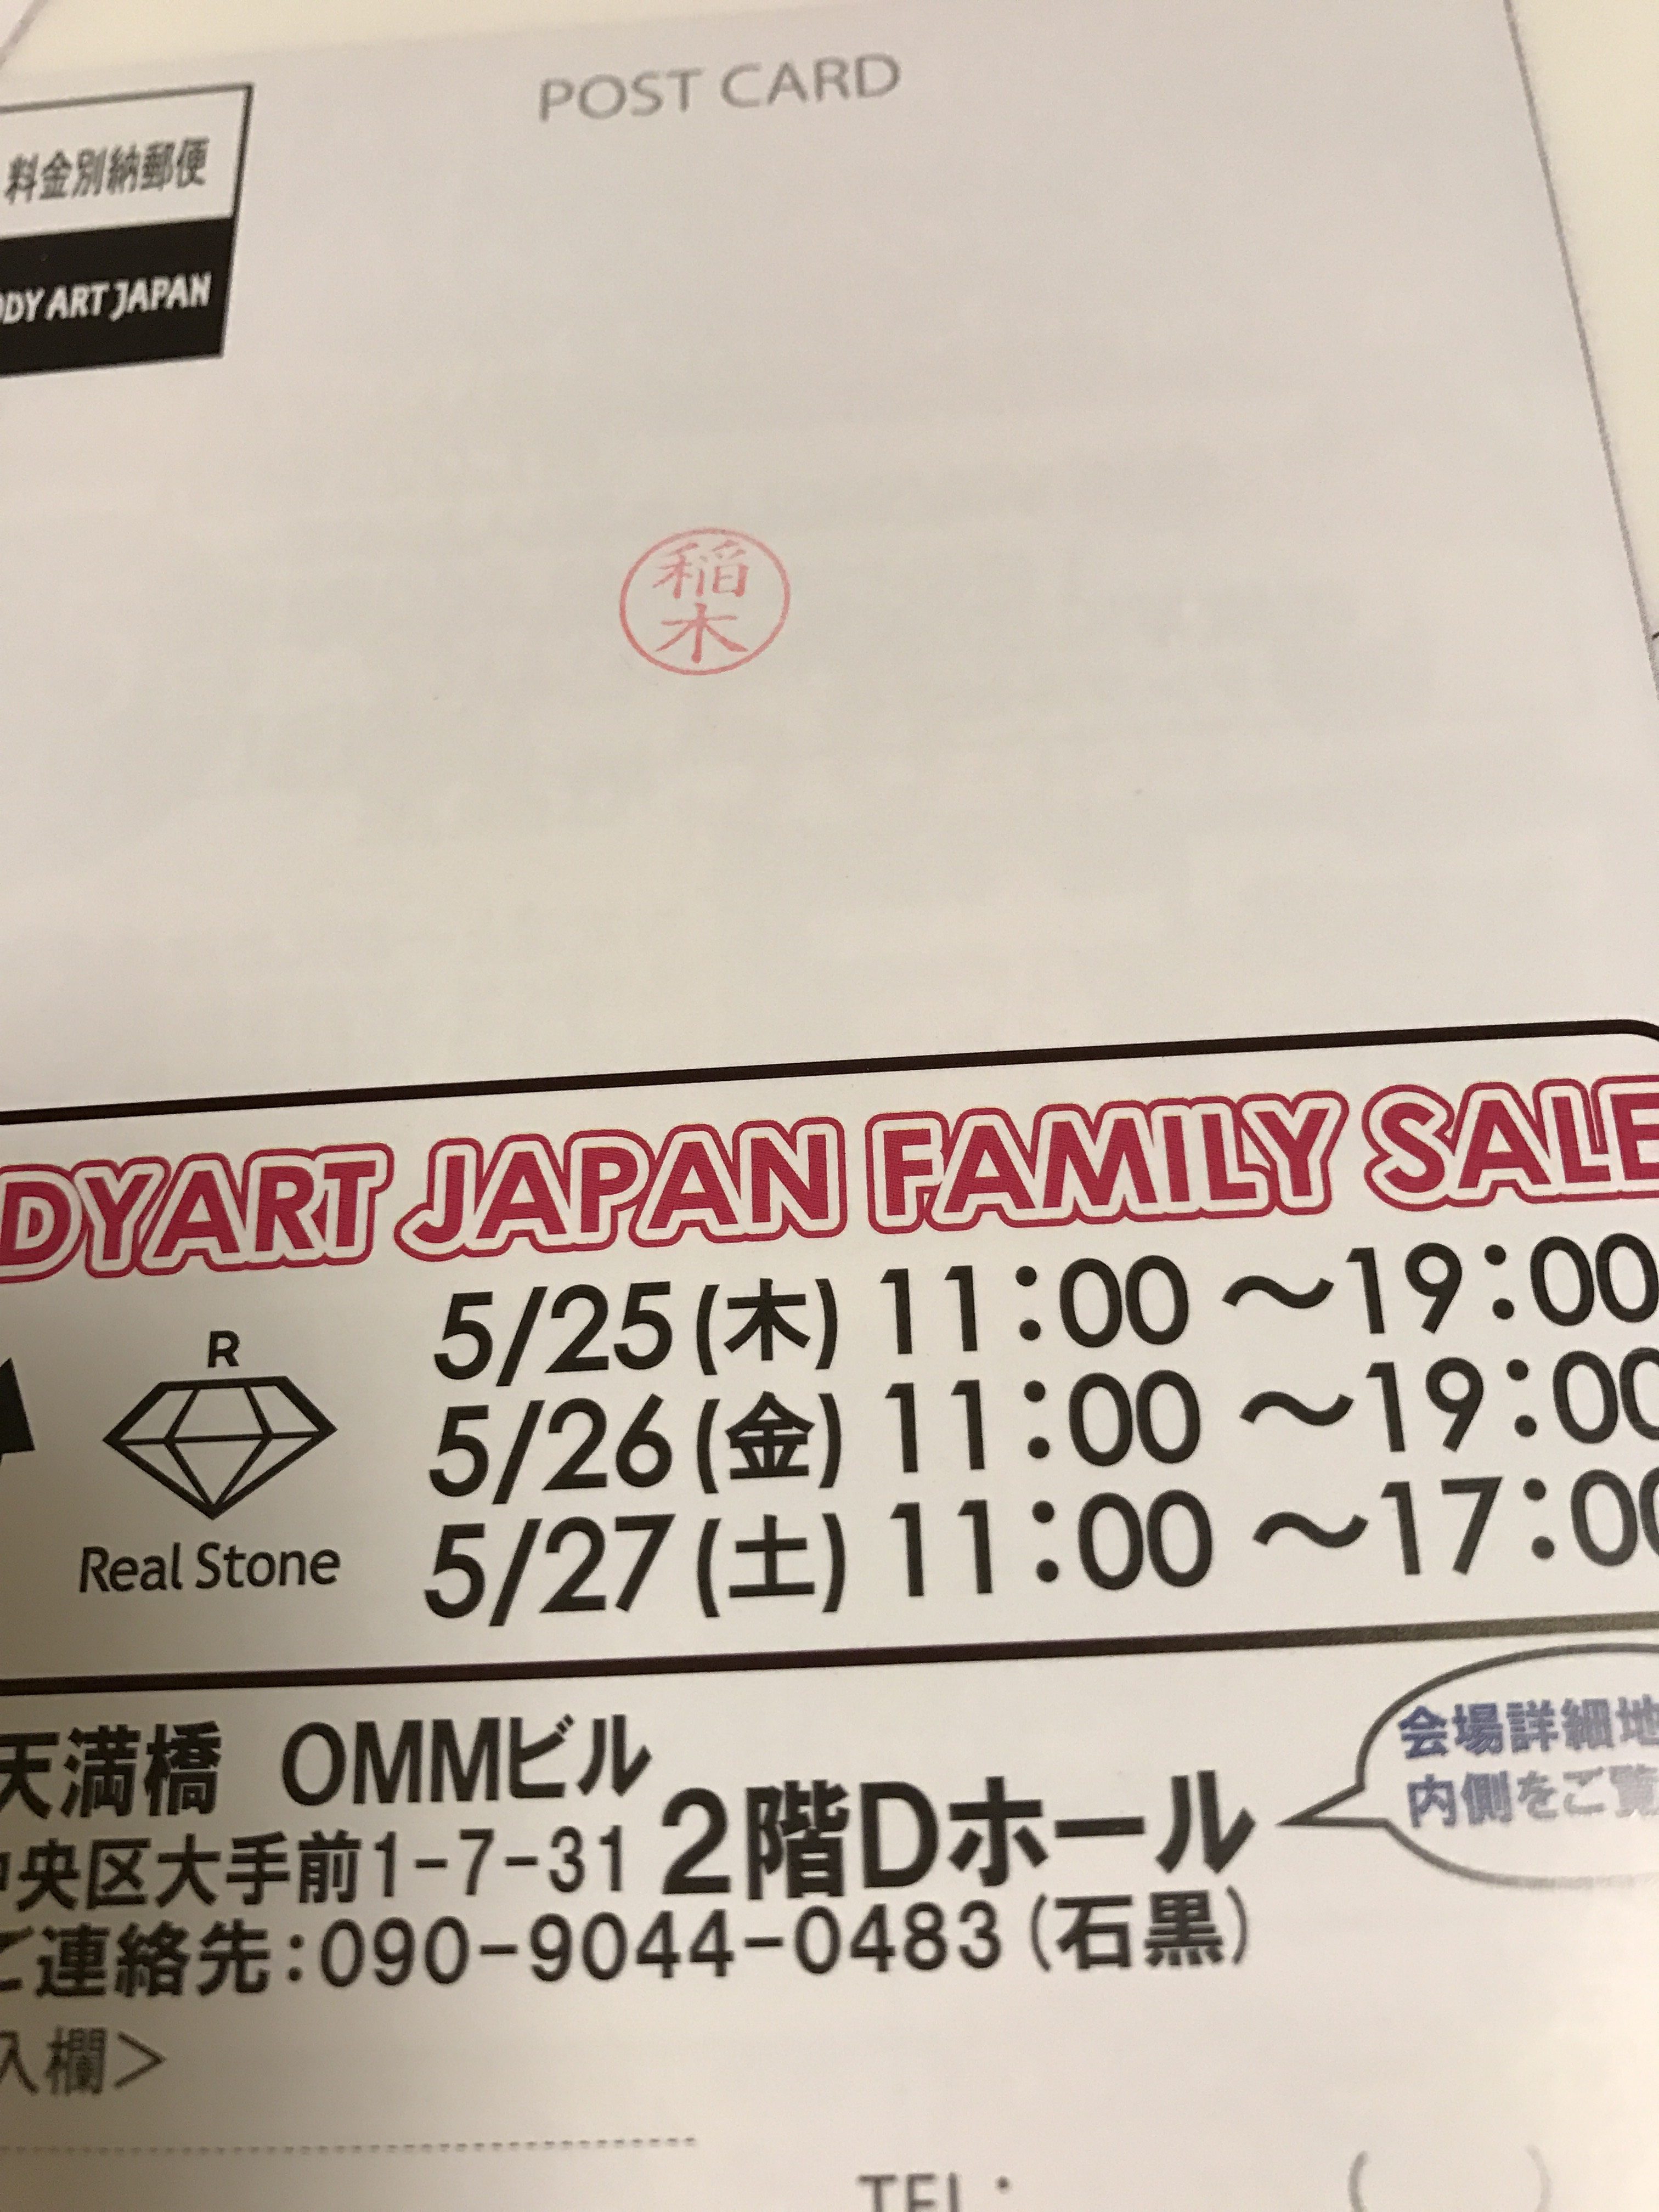 POST CARD
料金別納郵便
ODY ART JAPAN
稲
木
DYART JAPAN FAMILY SALE
5/25(木) 11:00 ～19:00
R
5/26(金) 11:00 ～19:00
5/27(土) 11:00 ～17:00
Real Stone
天満橋 OMMビル
会場詳細地
内側をご覧
2階Dホール
中央区大手前1-7-31
ご連絡先:090-9044-0483(石黒)
入欄>
TEL: ( )